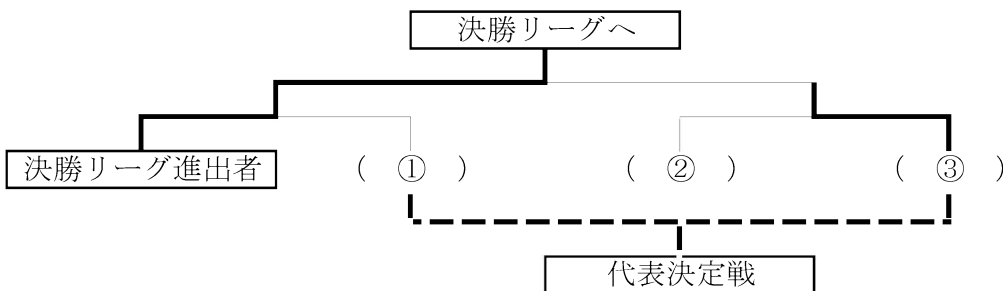 決勝リーグへ
決勝リーグ進出者 （ ① ） （ ② ） （ ③ ）
代表決定戦